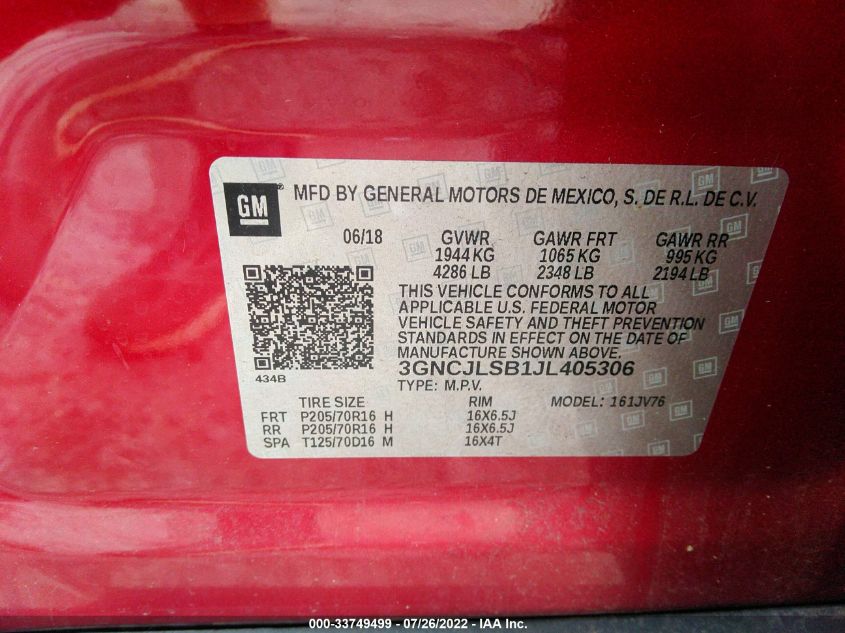 GM ® MFD BY GENERAL MOTORS DE MEXICO, S. DE R.L. DE C.V.
06/18 GVWR GAWR FRT GAWR RR
1944 KG 1065 KG 995 KG
4286 LB 2348 LB 2194 LB
THIS VEHICLE CONFORMS TO ALL
APPLICABLE U.S. FEDERAL MOTOR
VEHICLE SAFETY AND THEFT PREVENTION
STANDARDS IN EFFECT ON THE DATE OF
MANUFACTURE SHOWN ABOVE.
3GNCJLSB1JL405306
434B TYPE: M.P.V.
TIRE SIZE RIM MODEL: 161JV76
FRT P205/70R16 H 16X6.5J
RR P205/70R16 H 16X6.5J
SPA T125/70D16 M 16X4T
000-33749499 - 07/26/2022 - IAA Inc.